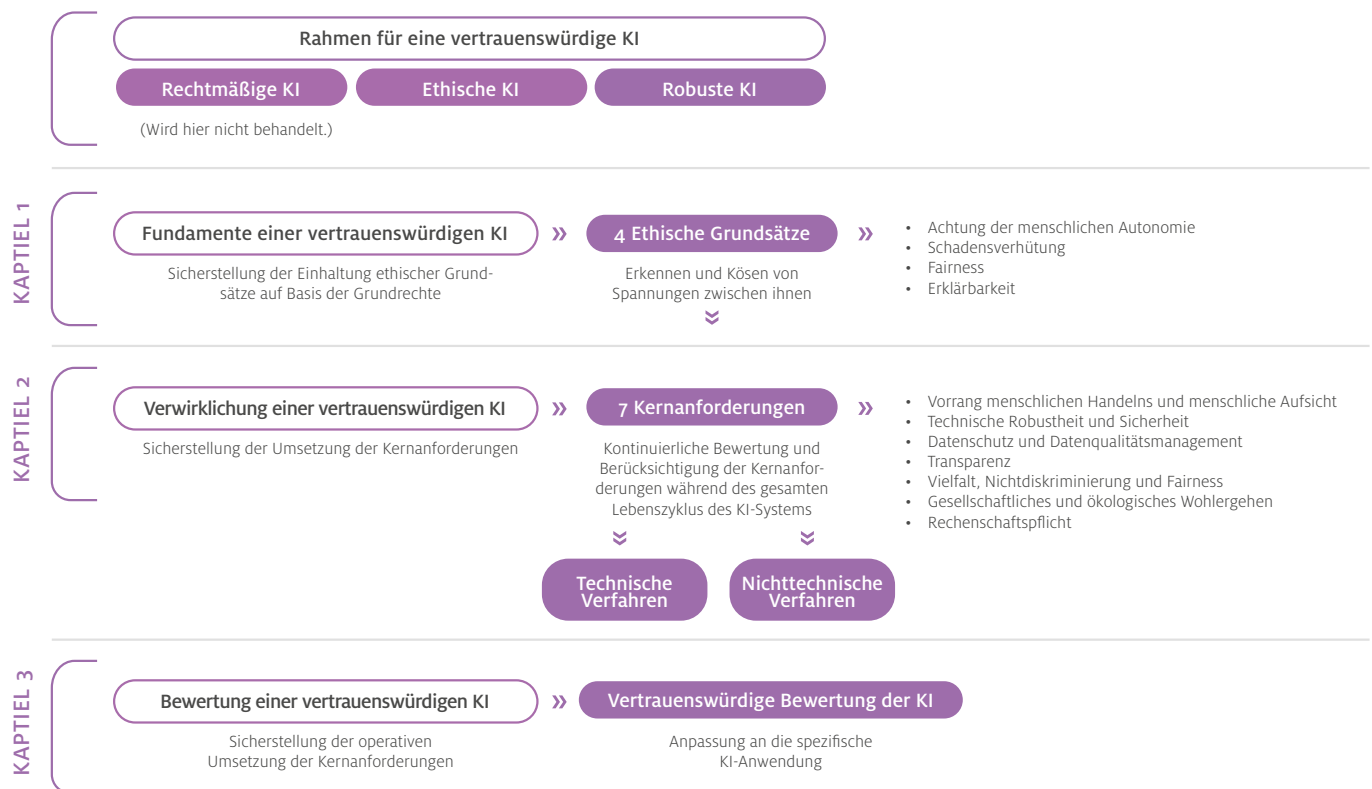 Rahmen für eine vertrauenswürdige KI
Rechtmäßige KI
Ethische KI
Robuste KI
(Wird hier nicht behandelt.)
KAPTIEL 1
Fundamente einer vertrauenswürdigen KI
»
4 Ethische Grundsätze
»
Sicherstellung der Einhaltung ethischer Grund-
sätze auf Basis der Grundrechte
Erkennen und Kösen von
Spannungen zwischen ihnen
• Achtung der menschlichen Autonomie
• Schadensverhütung
• Fairness
• Erklärbarkeit
KAPTIEL 2
Verwirklichung einer vertrauenswürdigen KI
»
7 Kernanforderungen
»
Sicherstellung der Umsetzung der Kernanforderungen
Kontinuierliche Bewertung und
Berücksichtigung der Kernanfor-
derungen während des gesamten
Lebenszyklus des KI-Systems
• Vorrang menschlichen Handelns und menschliche Aufsicht
• Technische Robustheit und Sicherheit
• Datenschutz und Datenqualitätsmanagement
• Transparenz
• Vielfalt, Nichtdiskriminierung und Fairness
• Gesellschaftliches und ökologisches Wohlergehen
• Rechenschaftspflicht
Technische
Verfahren
Nichttechnische
Verfahren
KAPTIEL 3
Bewertung einer vertrauenswürdigen KI
»
Vertrauenswürdige Bewertung der KI
Sicherstellung der operativen
Umsetzung der Kernanforderungen
Anpassung an die spezifische
KI-Anwendung